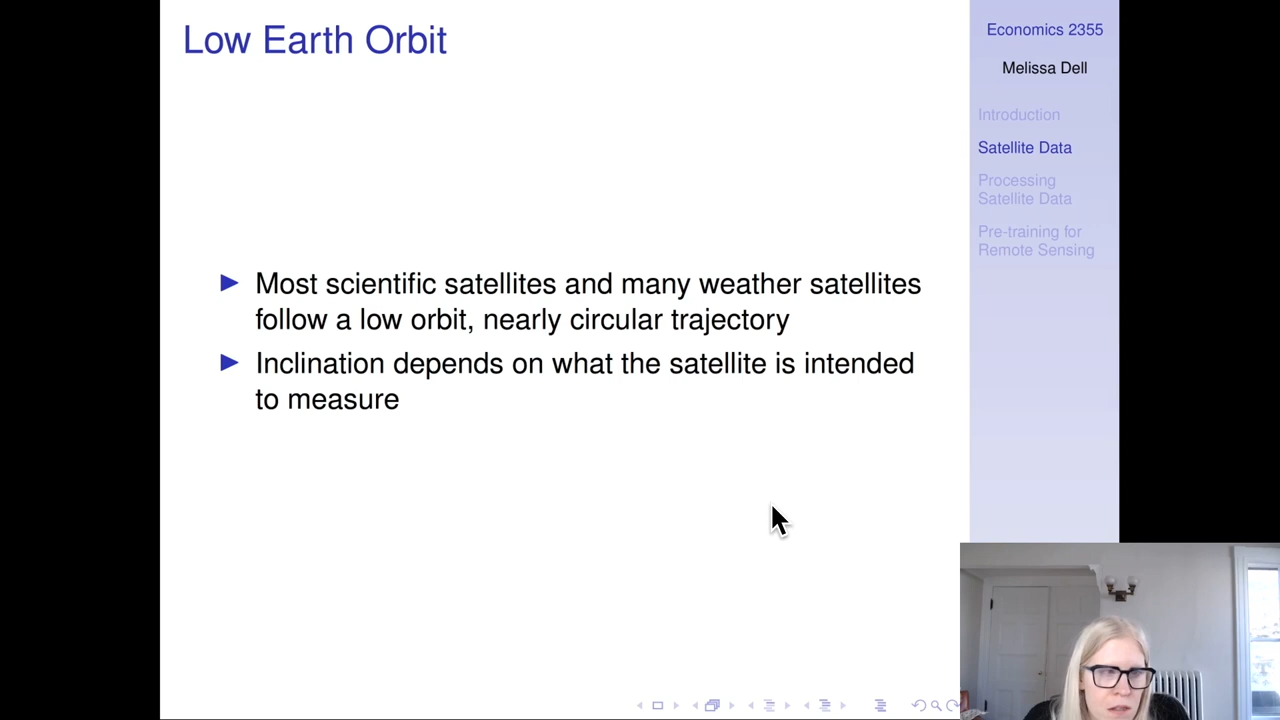 Low Earth Orbit
Most scientific satellites and many weather satellites
follow a low orbit, nearly circular trajectory
Inclination depends on what the satellite is intended
to measure
Economics 2355
Melissa Dell
Introduction
Satellite Data
Processing
Satellite Data
Pre-training for
Remote Sensing